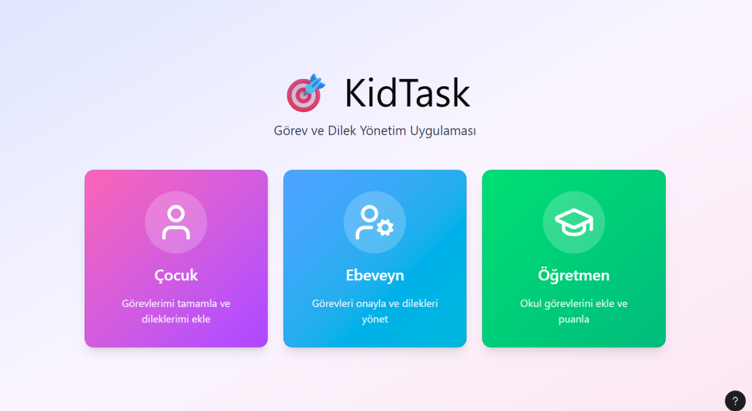 KidTask
Görev ve Dilek Yönetim Uygulaması
Çocuk
Görevlerimi tamamla ve
dileklerimi ekle
Ebeveyn
Görevleri onayla ve dilekleri
yönet
Öğretmen
Okul görevlerini ekle ve
puanla
?